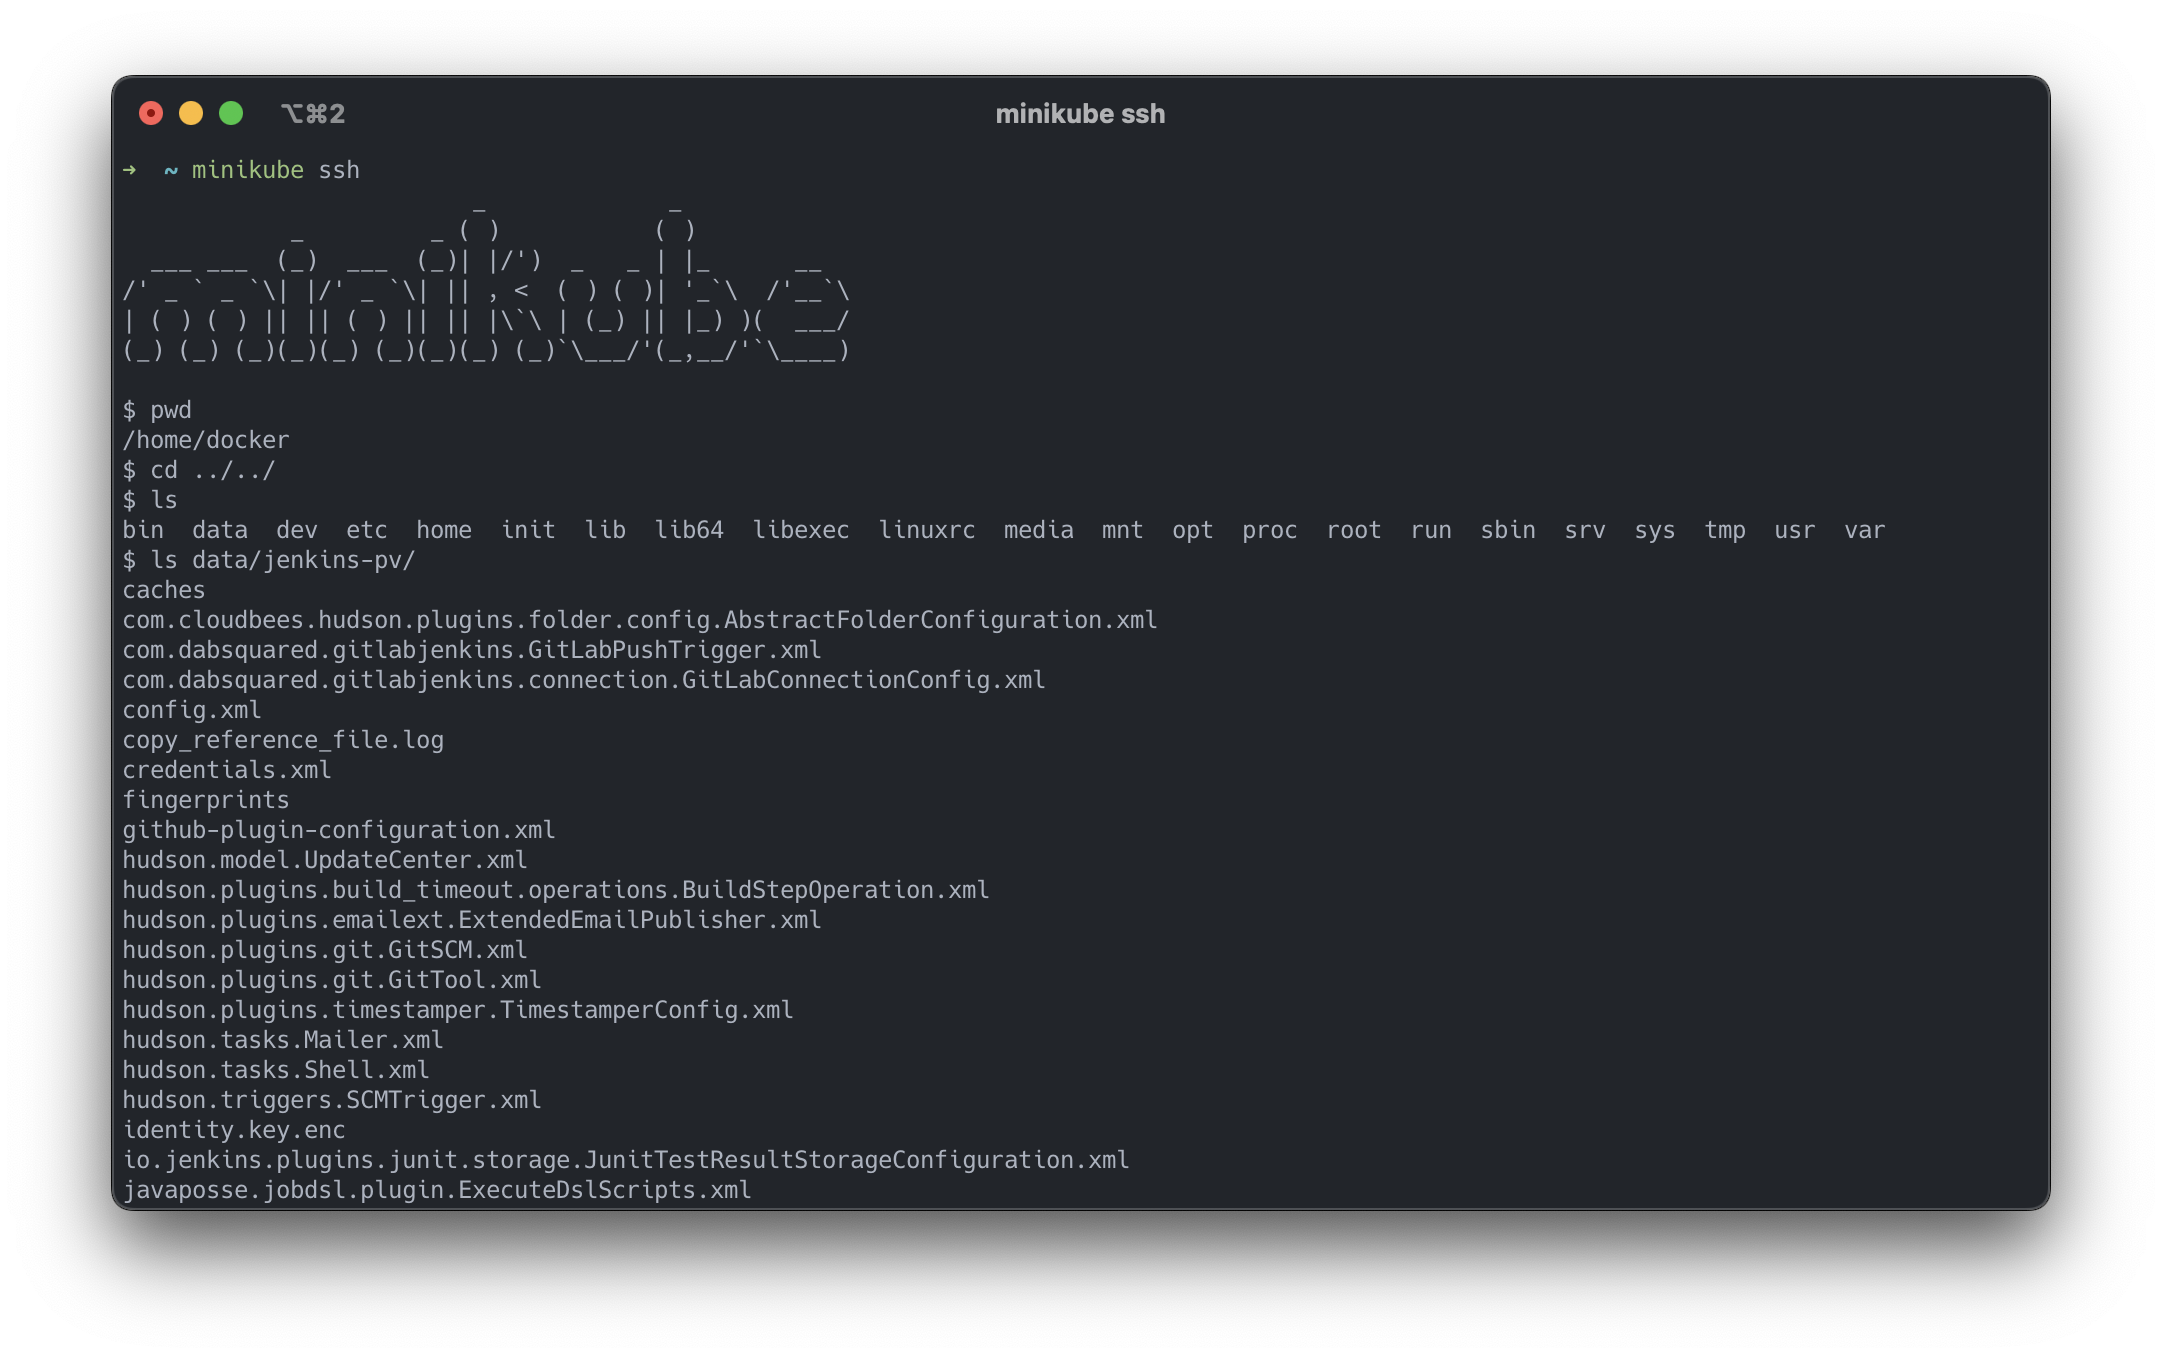 ⌥⌘2
minikube ssh
➜  ~ minikube ssh
                         _             _
            _         _ ( )           ( )
  ___ ___  (_)  ___  (_)| |/')  _   _ | |_      __
/' _ ` _ `\| |/' _ `\| || , <  ( ) ( )| '_`\  /'__`\
| ( ) ( ) || || ( ) || || |\`\ | (_) || |_) )(  ___/
(_) (_) (_)(_)(_) (_)(_)(_) (_)`\___/'(_,__/'`\____)
$ pwd
/home/docker
$ cd ../../
$ ls
bin  data  dev  etc  home  init  lib  lib64  libexec  linuxrc  media  mnt  opt  proc  root  run  sbin  srv  sys  tmp  usr  var
$ ls data/jenkins-pv/
caches
com.cloudbees.hudson.plugins.folder.config.AbstractFolderConfiguration.xml
com.dabsquared.gitlabjenkins.GitLabPushTrigger.xml
com.dabsquared.gitlabjenkins.connection.GitLabConnectionConfig.xml
config.xml
copy_reference_file.log
credentials.xml
fingerprints
github-plugin-configuration.xml
hudson.model.UpdateCenter.xml
hudson.plugins.build_timeout.operations.BuildStepOperation.xml
hudson.plugins.emailext.ExtendedEmailPublisher.xml
hudson.plugins.git.GitSCM.xml
hudson.plugins.git.GitTool.xml
hudson.plugins.timestamper.TimestamperConfig.xml
hudson.tasks.Mailer.xml
hudson.tasks.Shell.xml
hudson.triggers.SCMTrigger.xml
identity.key.enc
io.jenkins.plugins.junit.storage.JunitTestResultStorageConfiguration.xml
javaposse.jobdsl.plugin.ExecuteDslScripts.xml